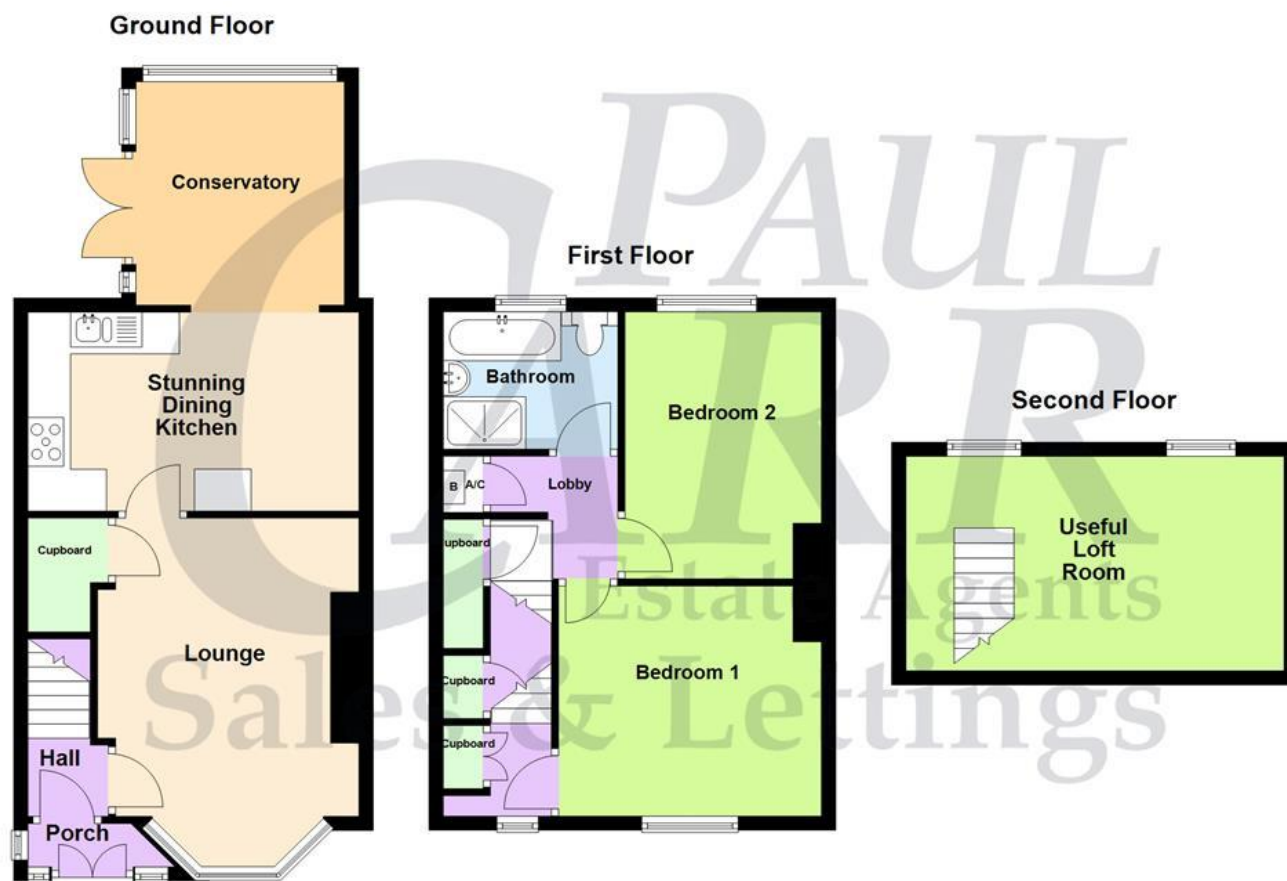 Ground Floor
Conservatory
Stunning
Dining
Kitchen
Cupboard
Lounge
Hall
Porch
First Floor
Bathroom
Bedroom 2
B
A/C
Lobby
Cupboard
Bedroom 1
Cupboard
Cupboard
Second Floor
Useful
Loft
Room
PAUL
CARR
Estate Agents
Sales & Lettings